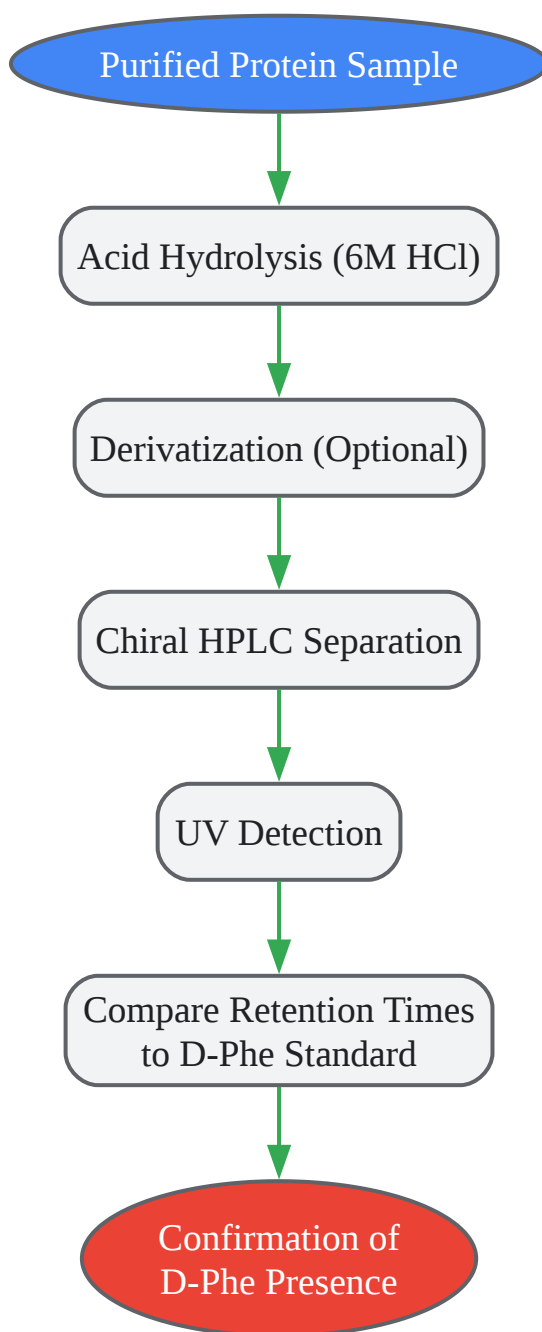 Purified Protein Sample
Acid Hydrolysis (6M HCl)
Derivatization (Optional)
Chiral HPLC Separation
UV Detection
Compare Retention Times
to D-Phe Standard
Confirmation of
D-Phe Presence